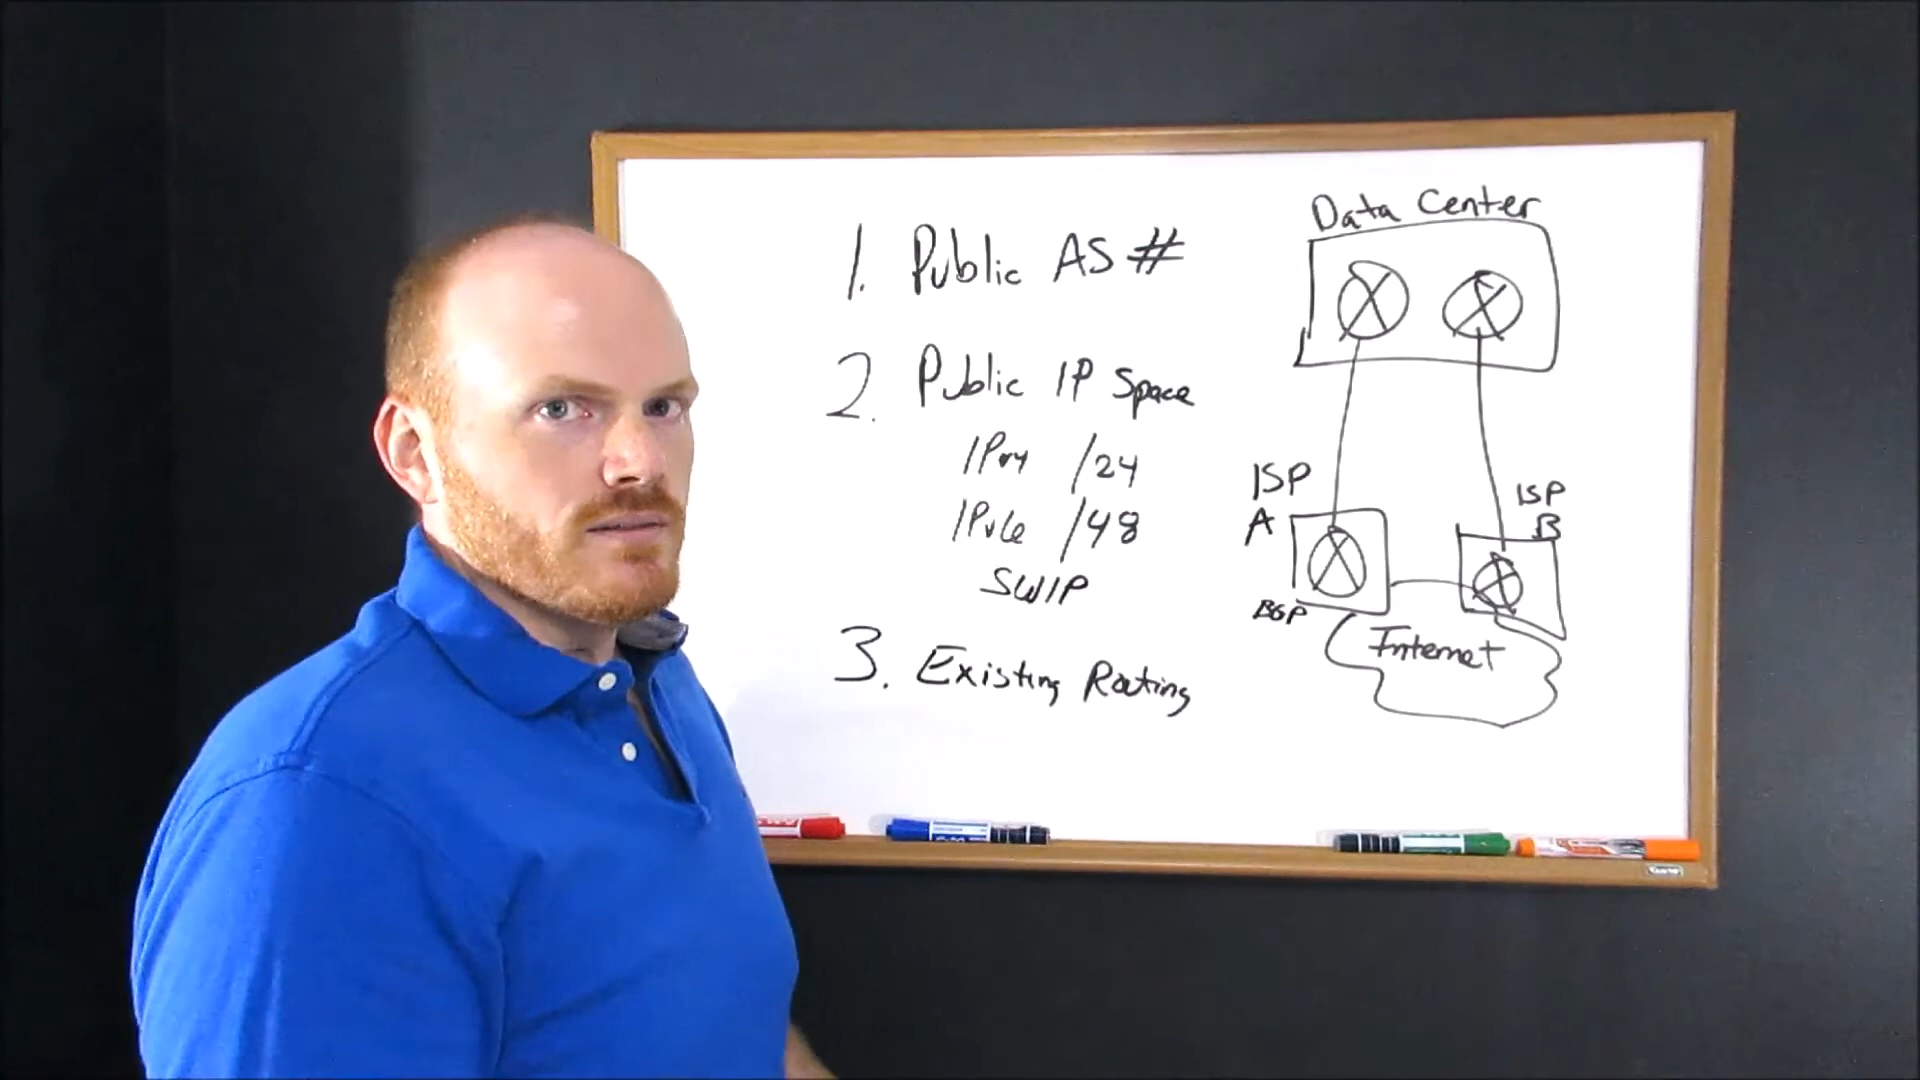 1. Public AS #
2. Public IP Space
IPv4 /24
IPv6 /48
SWIP
3. Existing Routing
Data Center
ISP
A
BGP
ISP
B
Internet